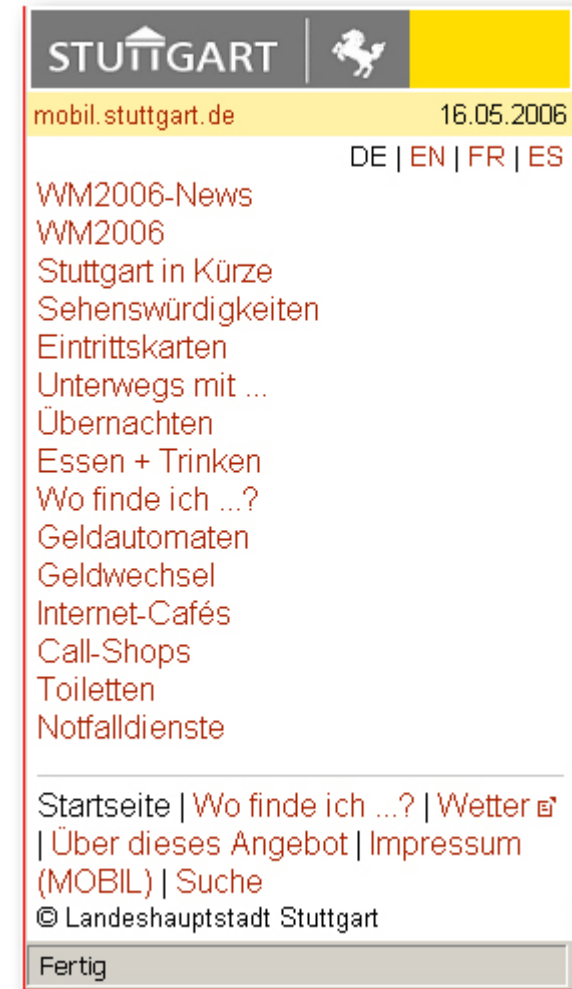 STUTTGART
mobil.stuttgart.de 16.05.2006
DE | EN | FR | ES
WM2006-News
WM2006
Stuttgart in Kürze
Sehenswürdigkeiten
Eintrittskarten
Unterwegs mit ...
Übernachten
Essen + Trinken
Wo finde ich ...?
Geldautomaten
Geldwechsel
Internet-Cafés
Call-Shops
Toiletten
Notfalldienste
Startseite | Wo finde ich ...? | Wetter
| Über dieses Angebot | Impressum
(MOBIL) | Suche
© Landeshauptstadt Stuttgart
Fertig